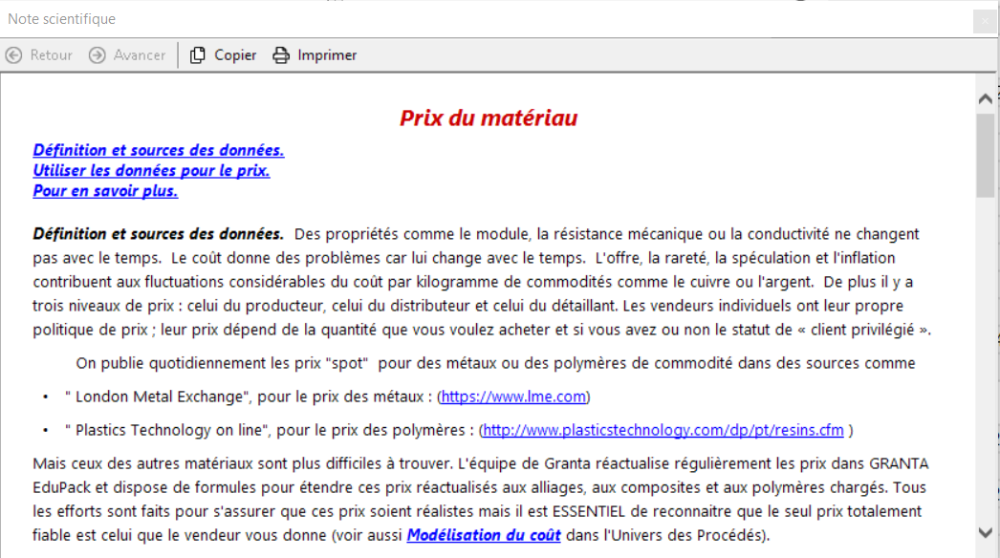 Note scientifique
Retour Avancer Copier Imprimer
Prix du matériau
Définition et sources des données.
Utiliser les données pour le prix.
Pour en savoir plus.
Définition et sources des données. Des propriétés comme le module, la résistance mécanique ou la conductivité ne changent
pas avec le temps. Le coût donne des problèmes car lui change avec le temps. L'offre, la rareté, la spéculation et l'inflation
contribuent aux fluctuations considérables du coût par kilogramme de commodités comme le cuivre ou l'argent. De plus il y a
trois niveaux de prix : celui du producteur, celui du distributeur et celui du détaillant. Les vendeurs individuels ont leur propre
politique de prix ; leur prix dépend de la quantité que vous voulez acheter et si vous avez ou non le statut de « client privilégié ».
On publie quotidiennement les prix "spot" pour des métaux ou des polymères de commodité dans des sources comme
• " London Metal Exchange", pour le prix des métaux : (https://www.lme.com)
• " Plastics Technology on line", pour le prix des polymères : (http://www.plasticstechnology.com/dp/pt/resins.cfm )
Mais ceux des autres matériaux sont plus difficiles à trouver. L'équipe de Granta réactualise régulièrement les prix dans GRANTA
EduPack et dispose de formules pour étendre ces prix réactualisés aux alliages, aux composites et aux polymères chargés. Tous
les efforts sont faits pour s'assurer que ces prix soient réalistes mais il est ESSENTIEL de reconnaitre que le seul prix totalement
fiable est celui que le vendeur vous donne (voir aussi Modélisation du coût dans l'Univers des Procédés).